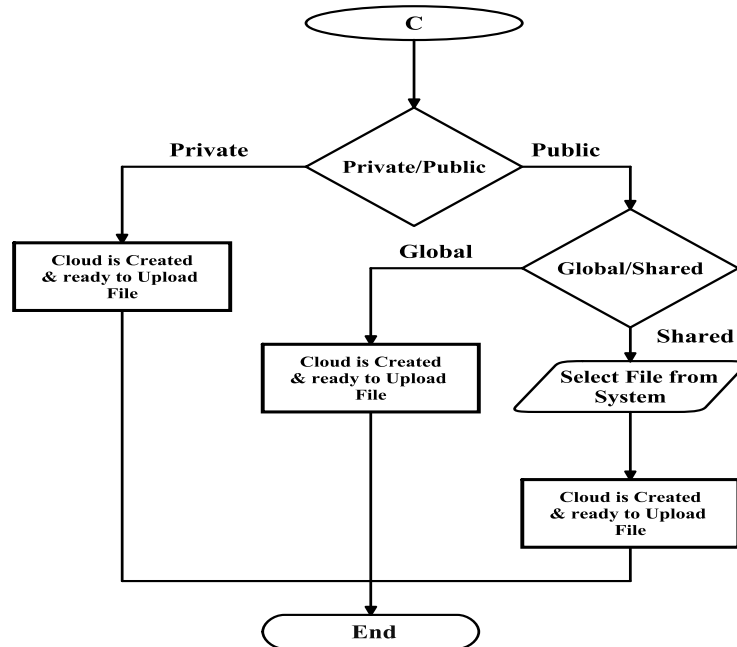 C
Private
Private/Public
Public
Global
Global/Shared
Cloud is Created
& ready to Upload
File
Shared
Cloud is Created
& ready to Upload
File
Select File from
System
Cloud is Created
& ready to Upload
File
End